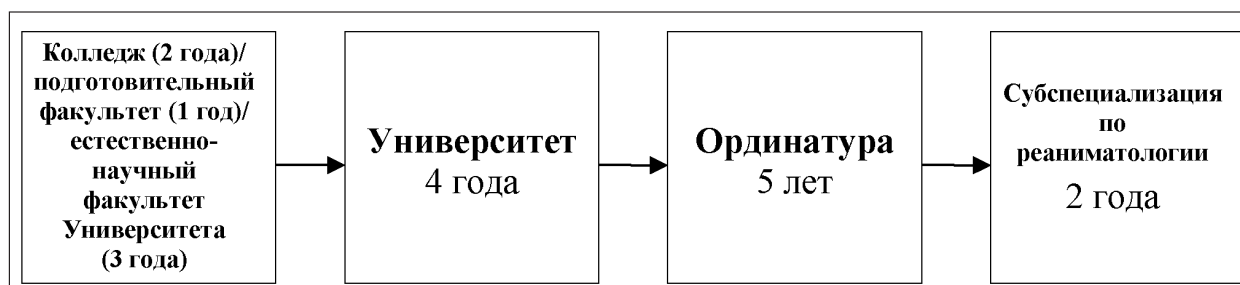 Колледж (2 года)/
подготовительный
факультет (1 год)/
естественно-
научный
факультет
Университета
(3 года)
Университет
4 года
Ординатура
5 лет
Субспециализация
по
реаниматологии
2 года